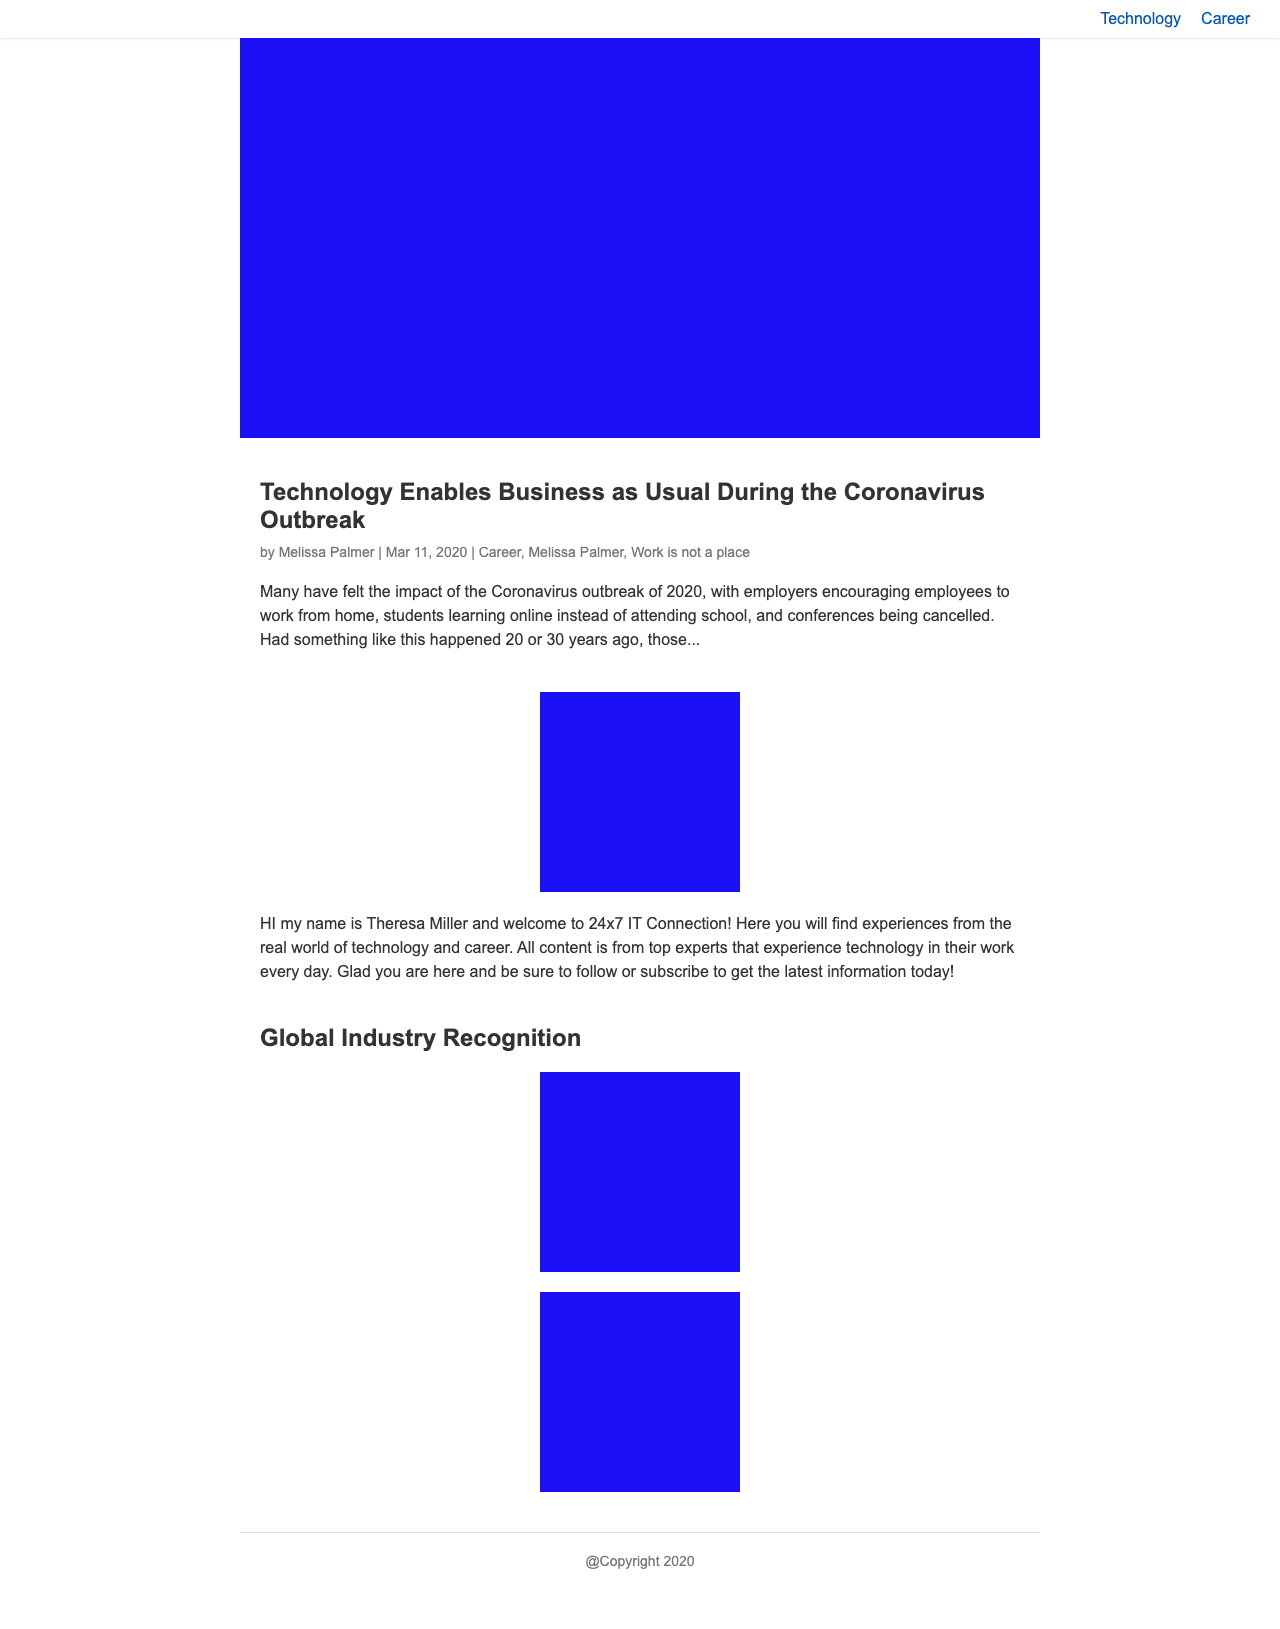 Technology Career
Technology Enables Business as Usual During the Coronavirus
Outbreak
by Melissa Palmer | Mar 11, 2020 | Career, Melissa Palmer, Work is not a place
Many have felt the impact of the Coronavirus outbreak of 2020, with employers encouraging employees to
work from home, students learning online instead of attending school, and conferences being cancelled.
Had something like this happened 20 or 30 years ago, those...
HI my name is Theresa Miller and welcome to 24x7 IT Connection! Here you will find experiences from the
real world of technology and career. All content is from top experts that experience technology in their work
every day. Glad you are here and be sure to follow or subscribe to get the latest information today!
Global Industry Recognition
@Copyright 2020